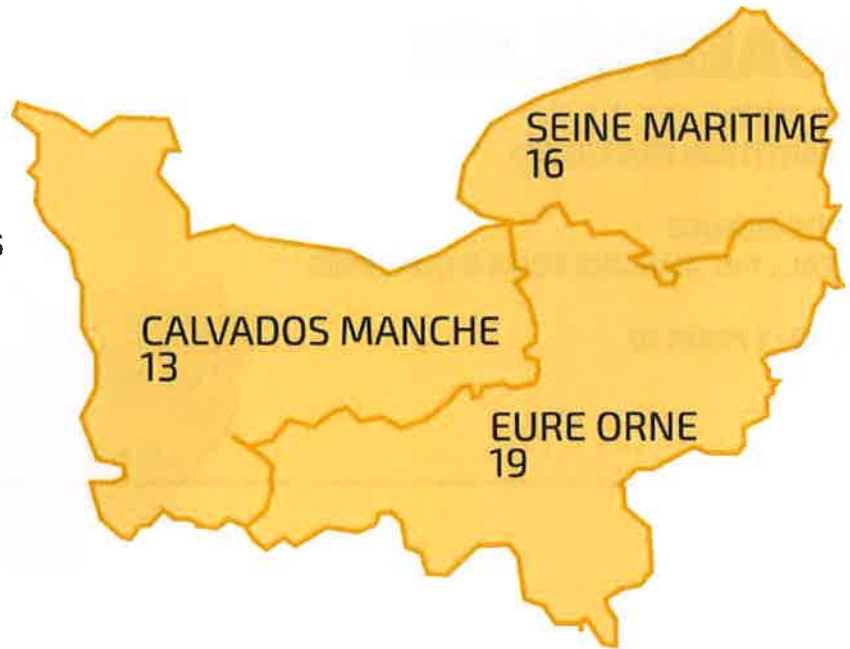 SEINE MARITIME
16
CALVADOS MANCHE
13
EURE ORNE
19